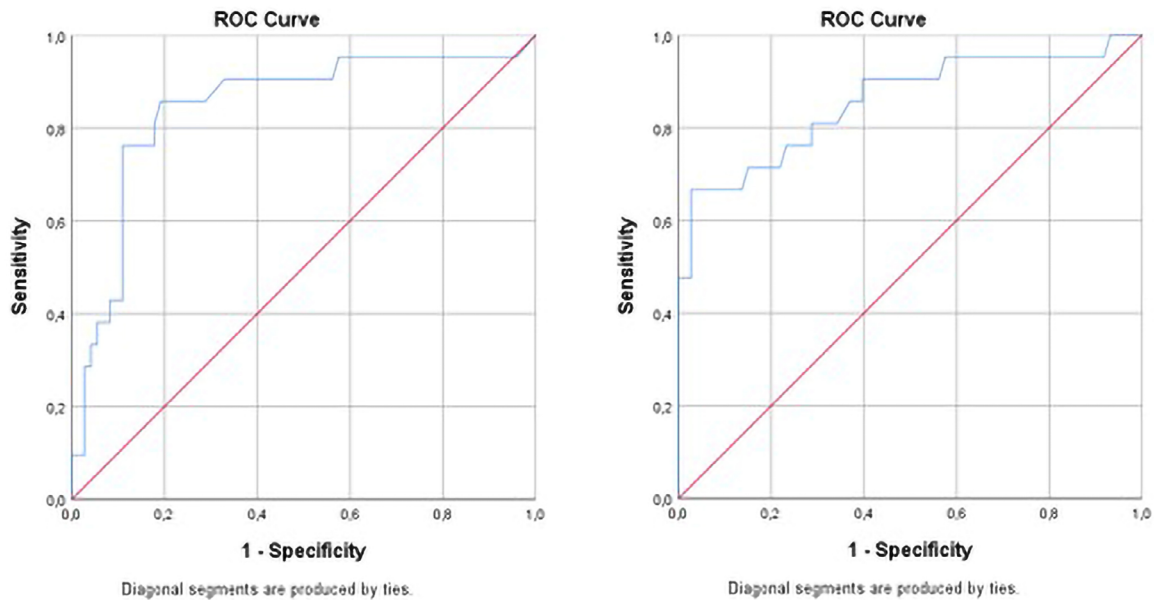 ROC Curve
1,0
0,8
0,6
0,4
0,2
0,0
Sensitivity
0,0 0,2 0,4 0,6 0,8 1,0
1 - Specificity
Diagonal segments are produced by ties.
ROC Curve
1,0
0,8
0,6
0,4
0,2
0,0
Sensitivity
0,0 0,2 0,4 0,6 0,8 1,0
1 - Specificity
Diagonal segments are produced by ties.